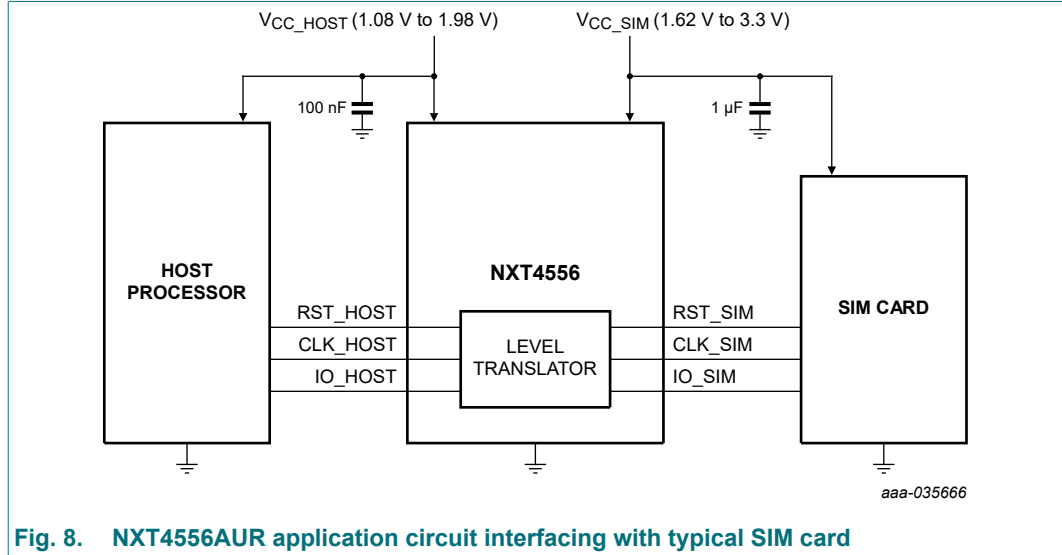 VCC_HOST (1.08 V to 1.98 V)
VCC_SIM (1.62 V to 3.3 V)
100 nF
1 µF
HOST
PROCESSOR
NXT4556
SIM CARD
RST_HOST
RST_SIM
CLK_HOST
CLK_SIM
IO_HOST
IO_SIM
LEVEL
TRANSLATOR
aaa-035666
Fig. 8. NXT4556AUR application circuit interfacing with typical SIM card